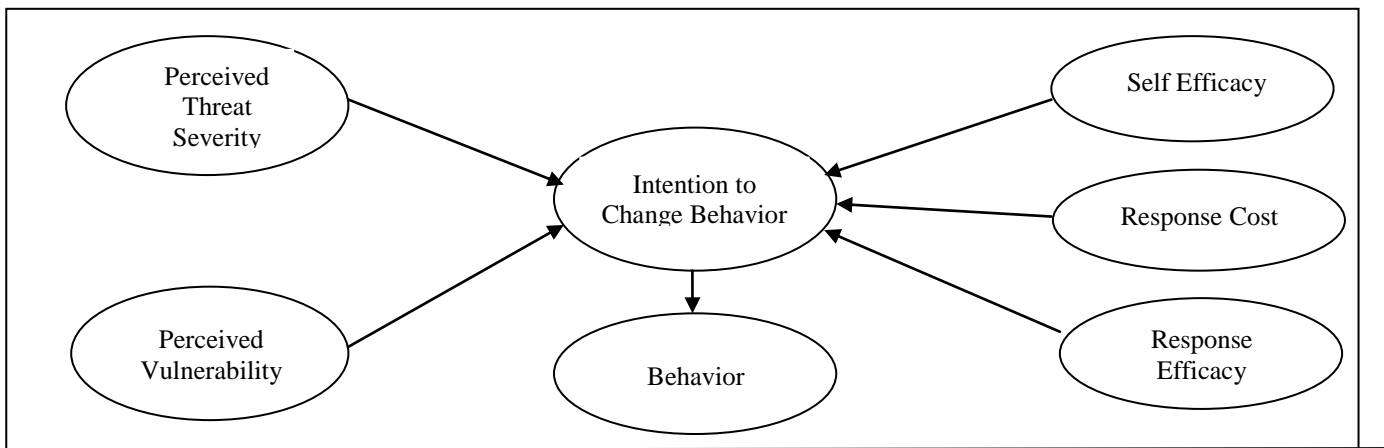 Perceived
Threat
Severity
Self Efficacy
Intention to
Change Behavior
Response Cost
Perceived
Vulnerability
Behavior
Response
Efficacy